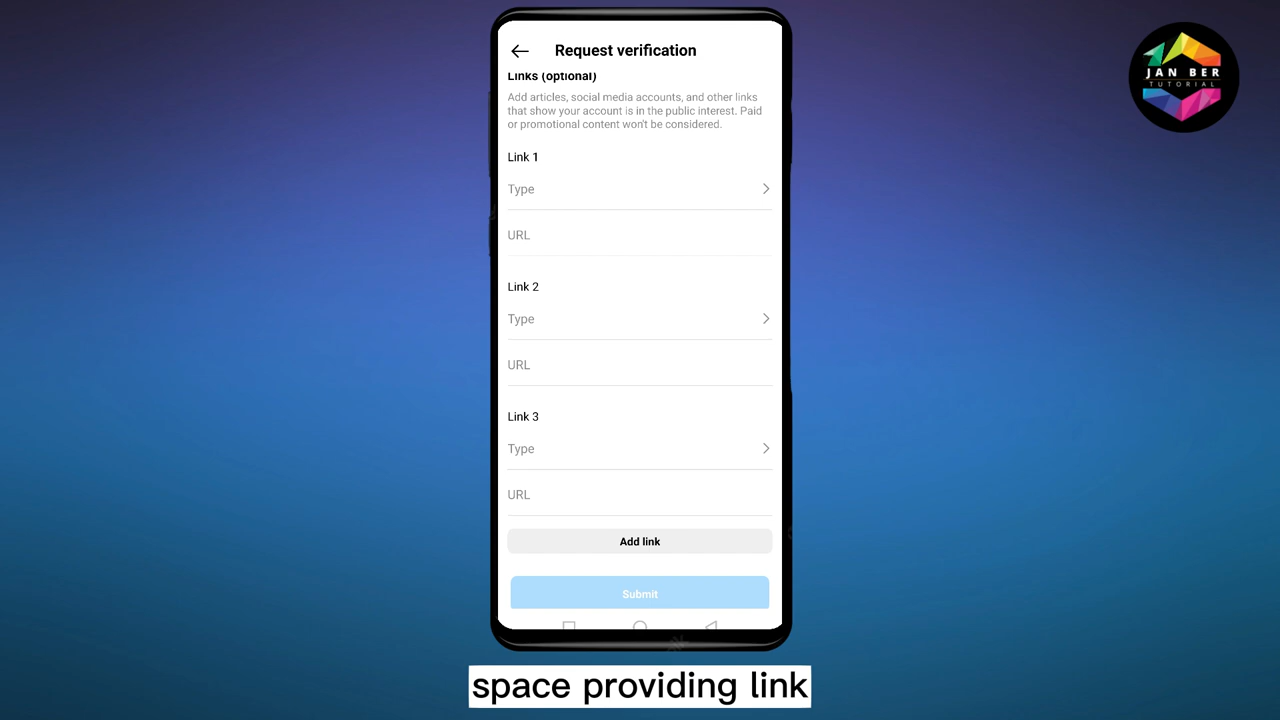 Request verification
JAN BER
TUTORIAL
Links (optional)
Add articles, social media accounts, and other links
that show your account is in the public interest. Paid
or promotional content won't be considered.
Link 1
Type
URL
Link 2
Type
URL
Link 3
Type
URL
Add link
Submit
space providing link